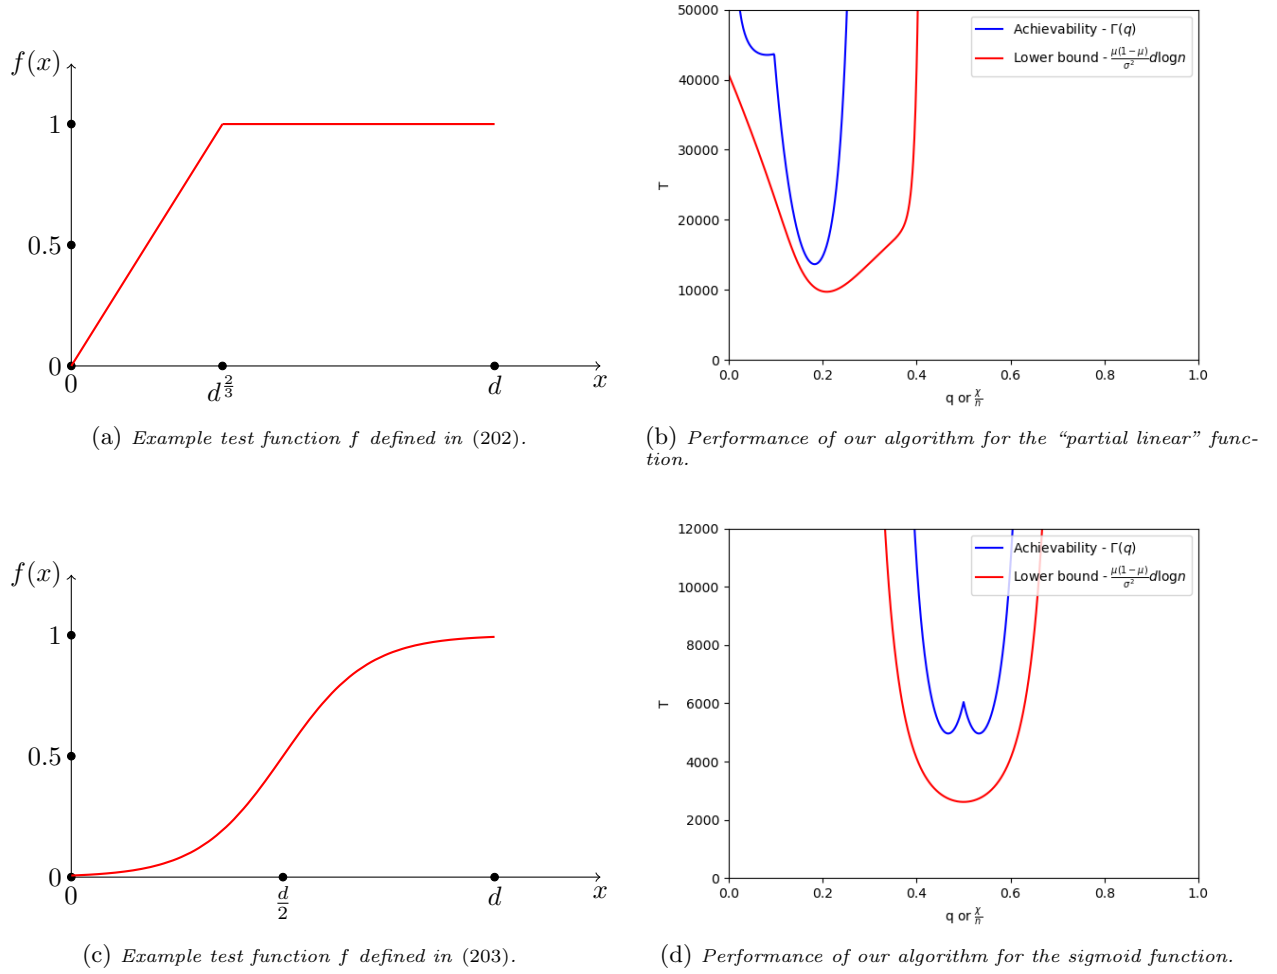 f(x)
1
0.5
0
0
d^{2/3}
d
x
(a) Example test function f defined in (202).
50000
40000
30000
20000
10000
0
T
0.0 0.2 0.4 0.6 0.8 1.0
q or χ/n
Achievability - Γ(q)
Lower bound - μ(1−μ)/σ² dlogn
(b) Performance of our algorithm for the “partial linear” func-
tion.
f(x)
1
0.5
0
0
d/2
d
x
(c) Example test function f defined in (203).
12000
10000
8000
6000
4000
2000
0
T
0.0 0.2 0.4 0.6 0.8 1.0
q or χ/n
Achievability - Γ(q)
Lower bound - μ(1−μ)/σ² dlogn
(d) Performance of our algorithm for the sigmoid function.